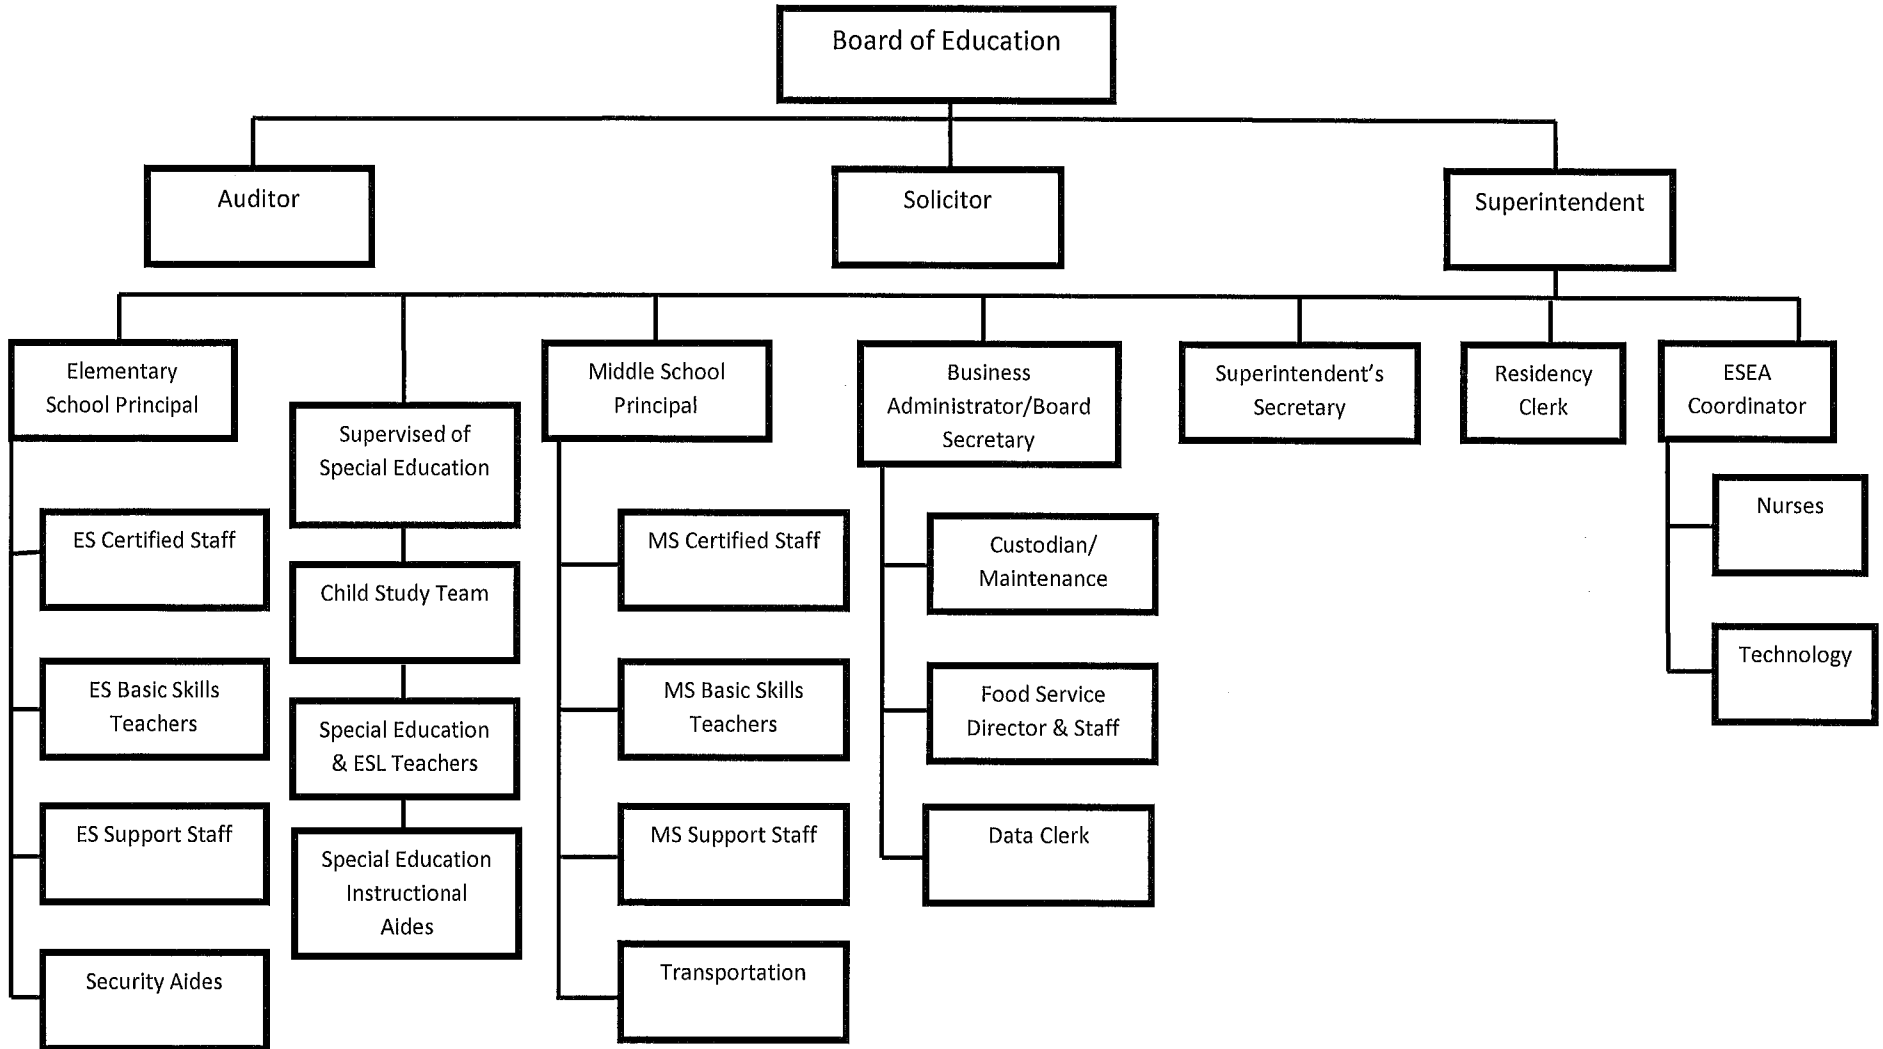 Board of Education
Auditor
Solicitor
Superintendent
Elementary
School Principal
Supervised of
Special Education
Middle School
Principal
Business
Administrator/Board
Secretary
Superintendent’s
Secretary
Residency
Clerk
ESEA
Coordinator
ES Certified Staff
ES Basic Skills
Teachers
ES Support Staff
Security Aides
Child Study Team
Special Education
& ESL Teachers
Special Education
Instructional
Aides
MS Certified Staff
MS Basic Skills
Teachers
MS Support Staff
Transportation
Custodian/
Maintenance
Food Service
Director & Staff
Data Clerk
Nurses
Technology